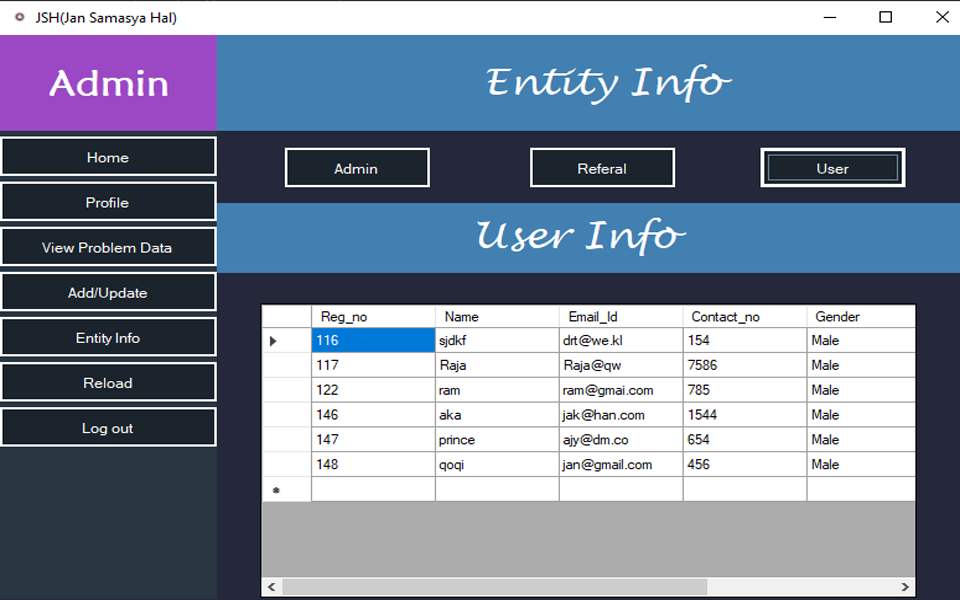 JSH(Jan Samasya Hal)
Admin
Entity Info
Home
Profile
View Problem Data
Add/Update
Entity Info
Reload
Log out
Admin Referal User
User Info
Reg_no Name Email_Id Contact_no Gender
116 sjdkf drt@we.kl 154 Male
117 Raja Raja@qw 7586 Male
122 ram ram@gmai.com 785 Male
146 aka jak@han.com 1544 Male
147 prince ajy@dm.co 654 Male
148 qoqi jan@gmail.com 456 Male